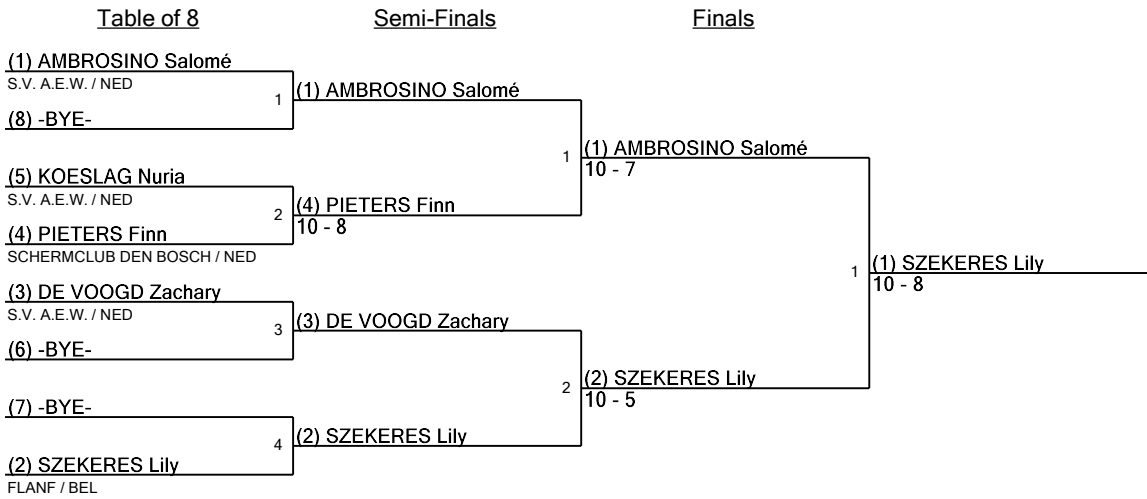 Table of 8
Semi-Finals
Finals
(1) AMBROSINO Salomé
S.V. A.E.W. / NED
1
(8) -BYE-
(5) KOESLAG Nuria
S.V. A.E.W. / NED
2
(4) PIETERS Finn
SCHERMCLUB DEN BOSCH / NED
(3) DE VOOGD Zachary
S.V. A.E.W. / NED
3
(6) -BYE-
(7) -BYE-
4
(2) SZEKERES Lily
FLANF / BEL
(1) AMBROSINO Salomé
1
(4) PIETERS Finn
10 - 8
(3) DE VOOGD Zachary
2
(2) SZEKERES Lily
(1) AMBROSINO Salomé
10 - 7
1
(2) SZEKERES Lily
10 - 5
(1) SZEKERES Lily
10 - 8